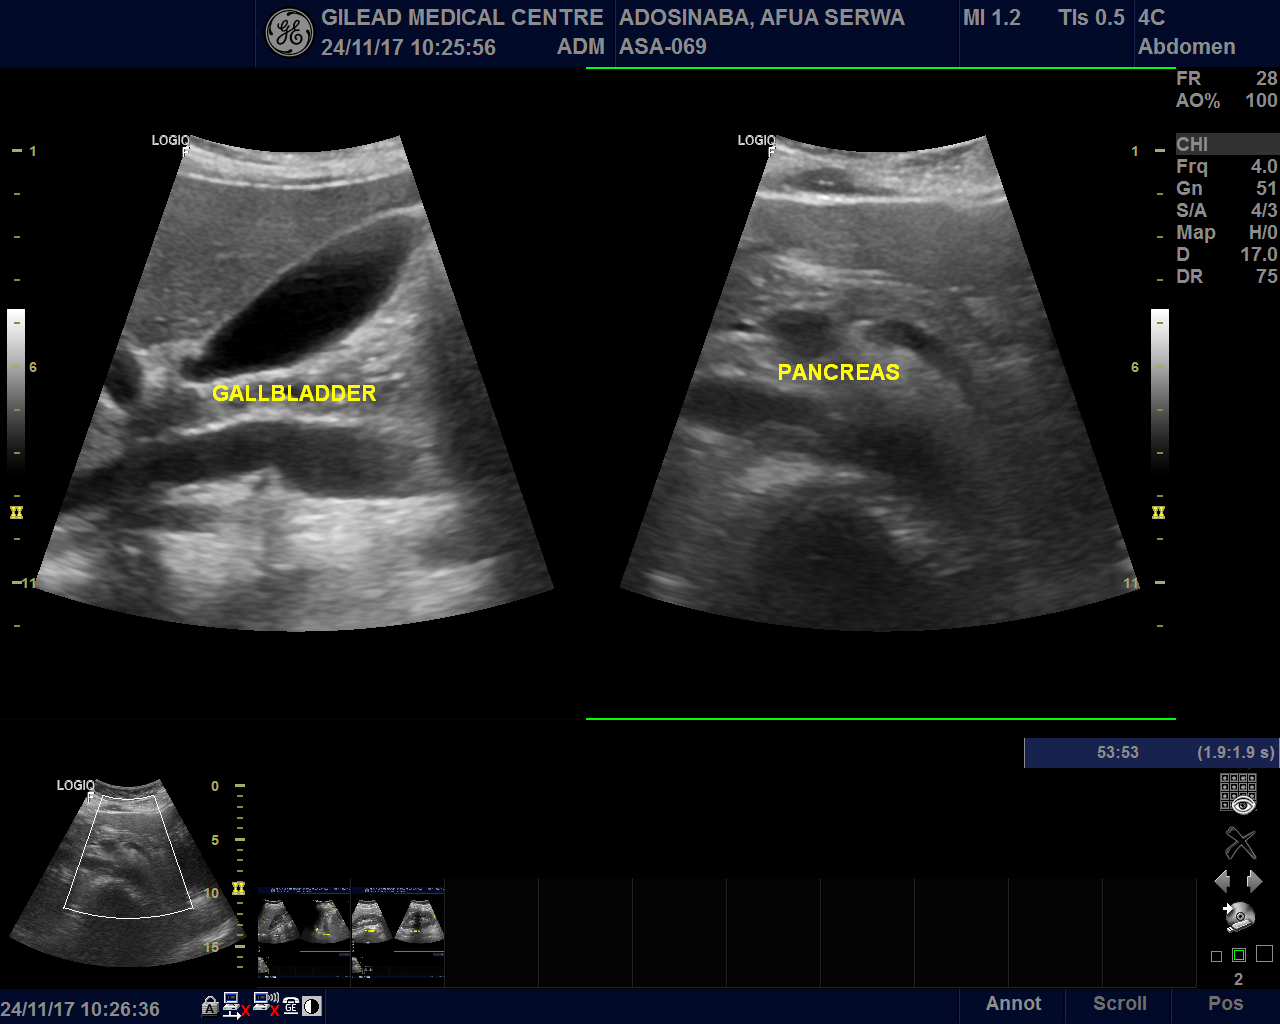 GILEAD MEDICAL CENTRE
24/11/17 10:25:56 ADM
ADOSINABA, AFUA SERWA
ASA-069
MI 1.2 TIs 0.5
4C
Abdomen
FR 28
AO% 100
CHI
Frq 4.0
Gn 51
S/A 4/3
Map H/0
D 17.0
DR 75
LOGIQ
F
1
6
11
GALLBLADDER
LOGIQ
F
1
6
11
PANCREAS
53:53 (1.9:1.9 s)
LOGIQ
F
0
5
10
15
2
24/11/17 10:26:36
Annot Scroll Pos